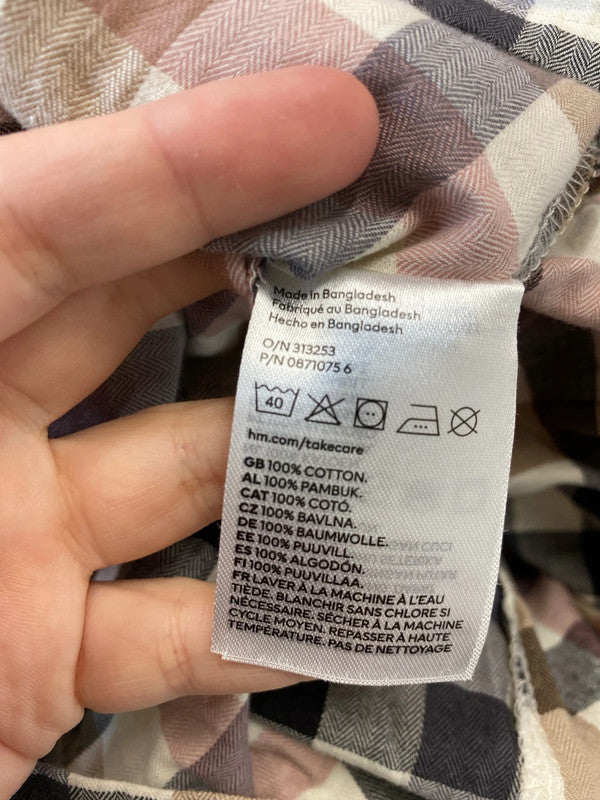 Made in Bangladesh
Fabriqué au Bangladesh
Hecho en Bangladesh
O/N 313253
P/N 0871075 6
40
hm.com/takecare
GB 100% COTTON.
AL 100% PAMBUK.
CAT 100% COTÓ.
CZ 100% BAVLNA.
DE 100% BAUMWOLLE.
EE 100% PUUVILL.
ES 100% ALGODÓN.
FI 100% PUUVILLAA.
FR LAVER À LA MACHINE À L'EAU
TIÈDE. BLANCHIR SANS CHLORE SI
NÉCESSAIRE. SÉCHER À LA MACHINE
CYCLE MOYEN. REPASSER À HAUTE
TEMPÉRATURE. PAS DE NETTOYAGE